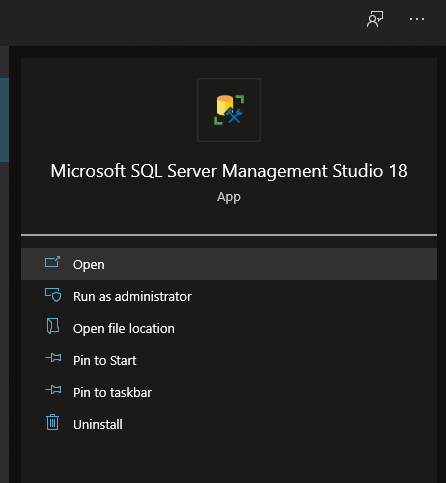 Microsoft SQL Server Management Studio 18
App
Open
Run as administrator
Open file location
Pin to Start
Pin to taskbar
Uninstall